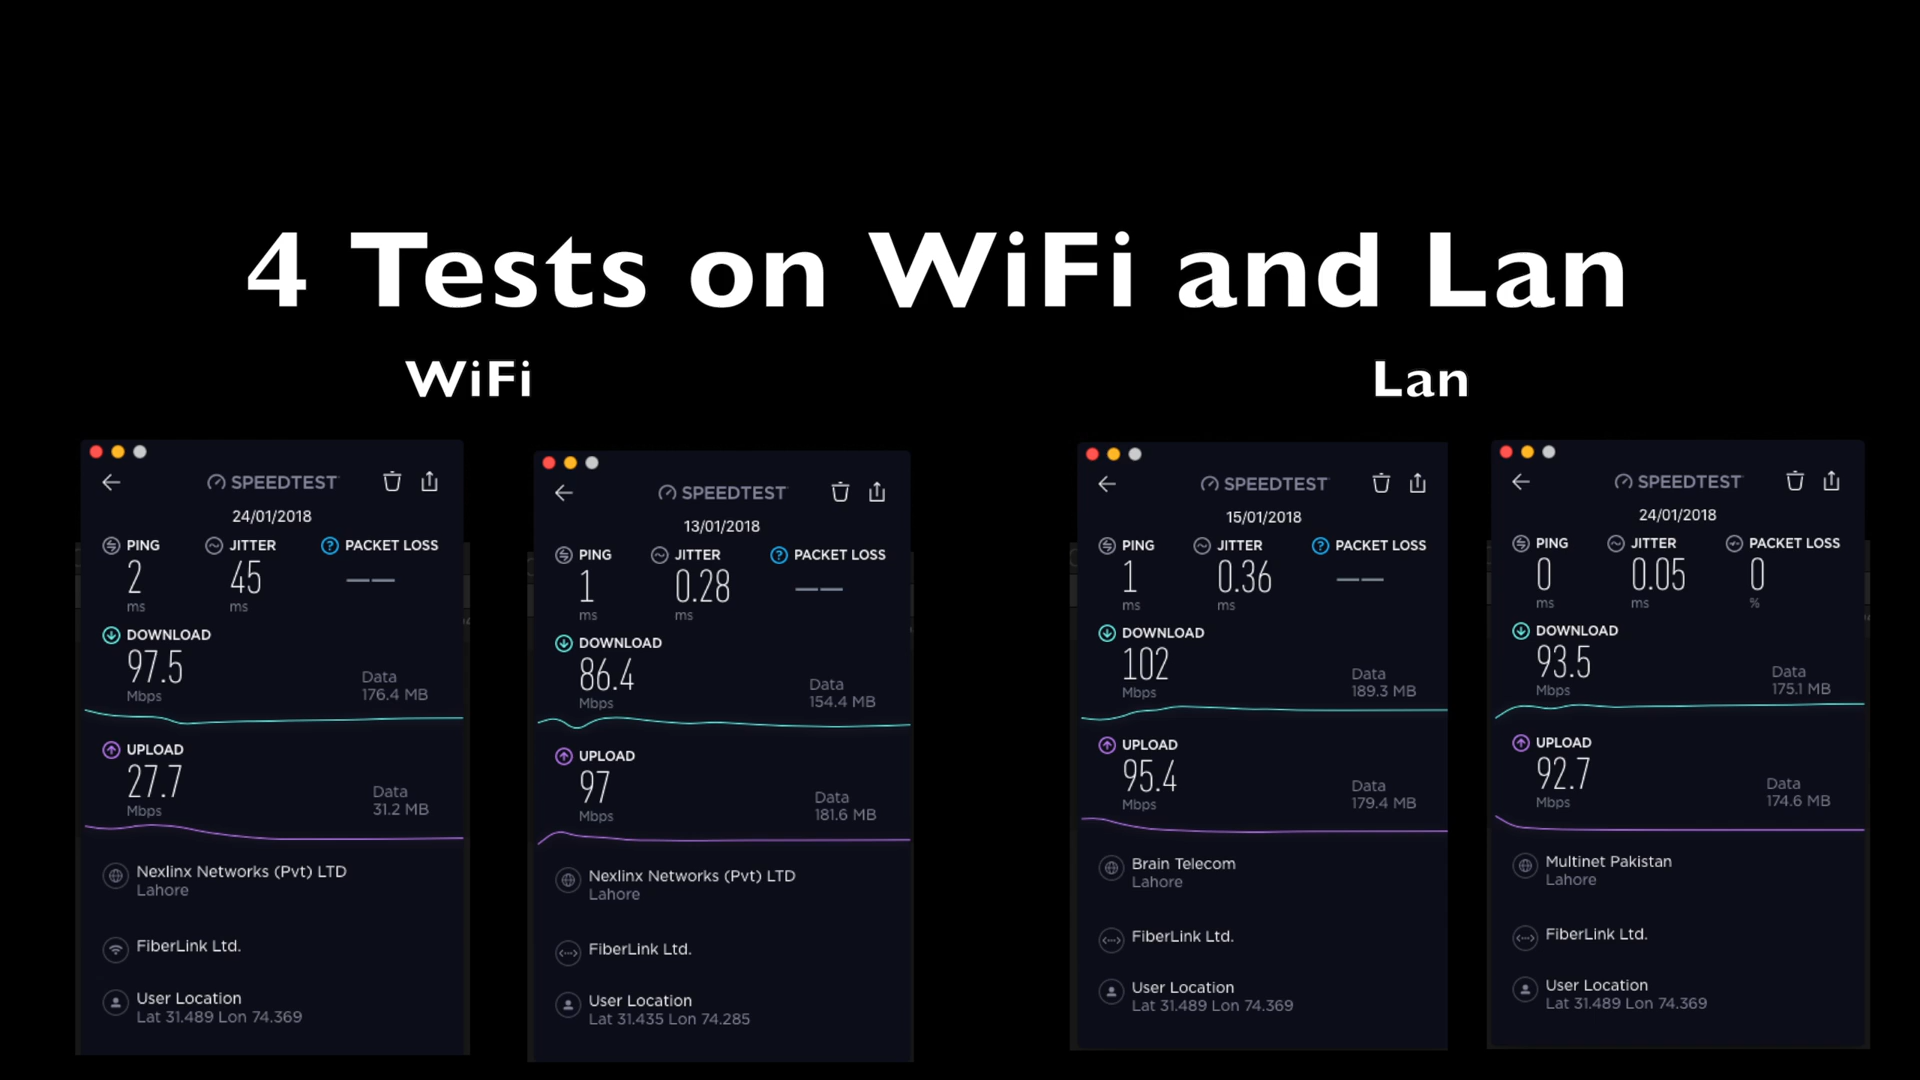 4 Tests on WiFi and Lan
WiFi
Lan
SPEEDTEST
24/01/2018
PING
JITTER
PACKET LOSS
2
45
——
ms
ms
DOWNLOAD
97.5
Mbps
Data
176.4 MB
UPLOAD
27.7
Mbps
Data
31.2 MB
Nexlinx Networks (Pvt) LTD
Lahore
FiberLink Ltd.
User Location
Lat 31.489 Lon 74.369
SPEEDTEST
13/01/2018
PING
JITTER
PACKET LOSS
1
0.28
——
ms
ms
DOWNLOAD
86.4
Mbps
Data
154.4 MB
UPLOAD
97
Mbps
Data
181.6 MB
Nexlinx Networks (Pvt) LTD
Lahore
FiberLink Ltd.
User Location
Lat 31.435 Lon 74.285
SPEEDTEST
15/01/2018
PING
JITTER
PACKET LOSS
1
0.36
——
ms
ms
DOWNLOAD
102
Mbps
Data
189.3 MB
UPLOAD
95.4
Mbps
Data
179.4 MB
Brain Telecom
Lahore
FiberLink Ltd.
User Location
Lat 31.489 Lon 74.369
SPEEDTEST
24/01/2018
PING
JITTER
PACKET LOSS
0
0.05
0
ms
ms
%
DOWNLOAD
93.5
Mbps
Data
175.1 MB
UPLOAD
92.7
Mbps
Data
174.6 MB
Multinet Pakistan
Lahore
FiberLink Ltd.
User Location
Lat 31.489 Lon 74.369